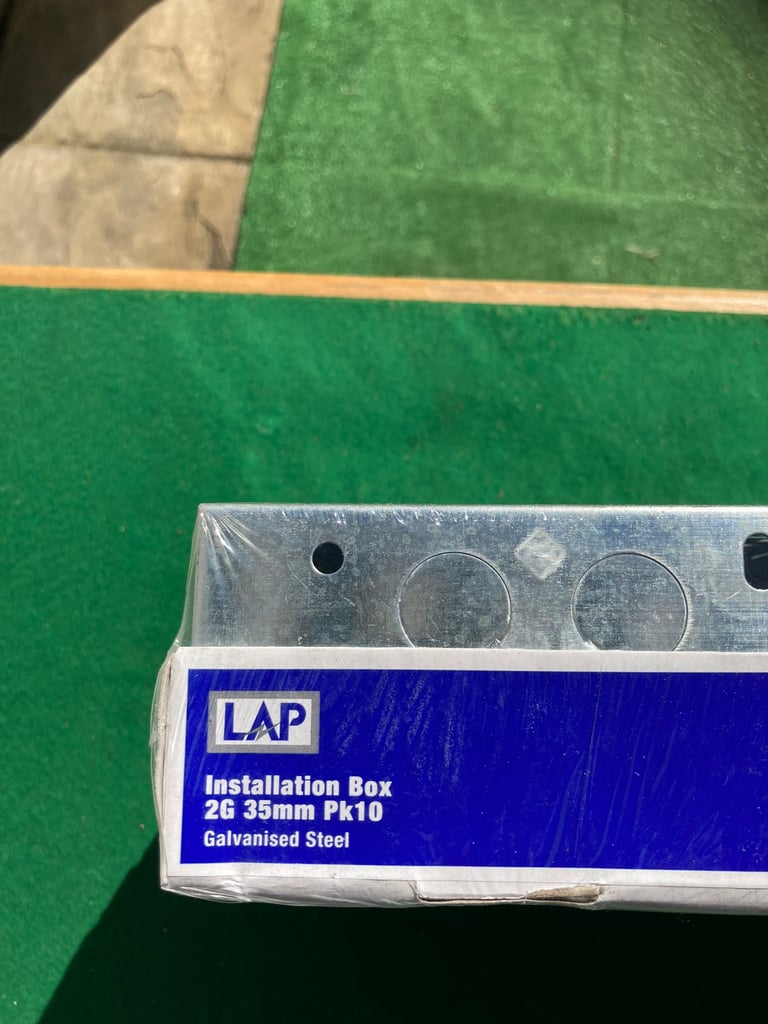 LAP
Installation Box
2G 35mm Pk10
Galvanised Steel